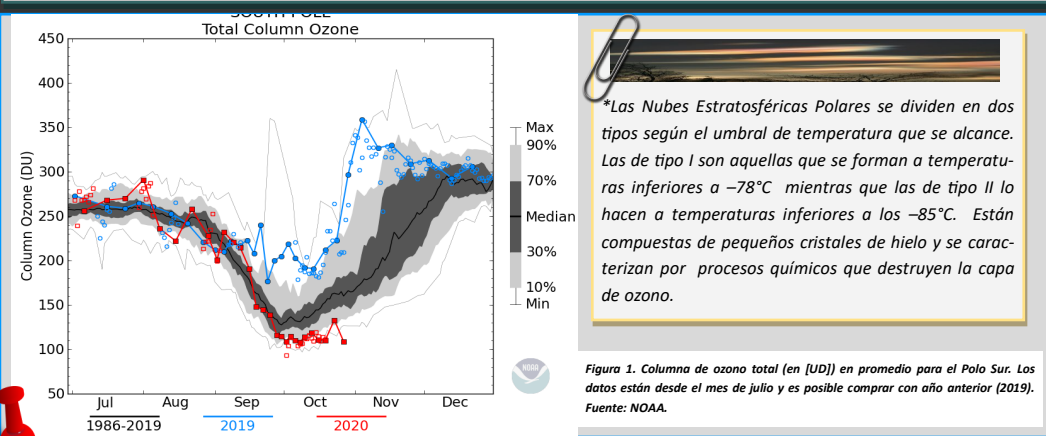 SOUTH POLE
Total Column Ozone
Column Ozone (DU)
450
400
350
300
250
200
150
100
50
Jul Aug Sep Oct Nov Dec
1986-2019 2019 2020
Max
90%
70%
Median
30%
10%
Min
NOAA
*Las Nubes Estratosféricas Polares se dividen en dos
tipos según el umbral de temperatura que se alcance.
Las de tipo I son aquellas que se forman a temperatu-
ras inferiores a –78°C mientras que las de tipo II lo
hacen a temperaturas inferiores a los –85°C. Están
compuestas de pequeños cristales de hielo y se carac-
terizan por procesos químicos que destruyen la capa
de ozono.
Figura 1. Columna de ozono total (en [UD]) en promedio para el Polo Sur. Los
datos están desde el mes de julio y es posible comprar con año anterior (2019).
Fuente: NOAA.